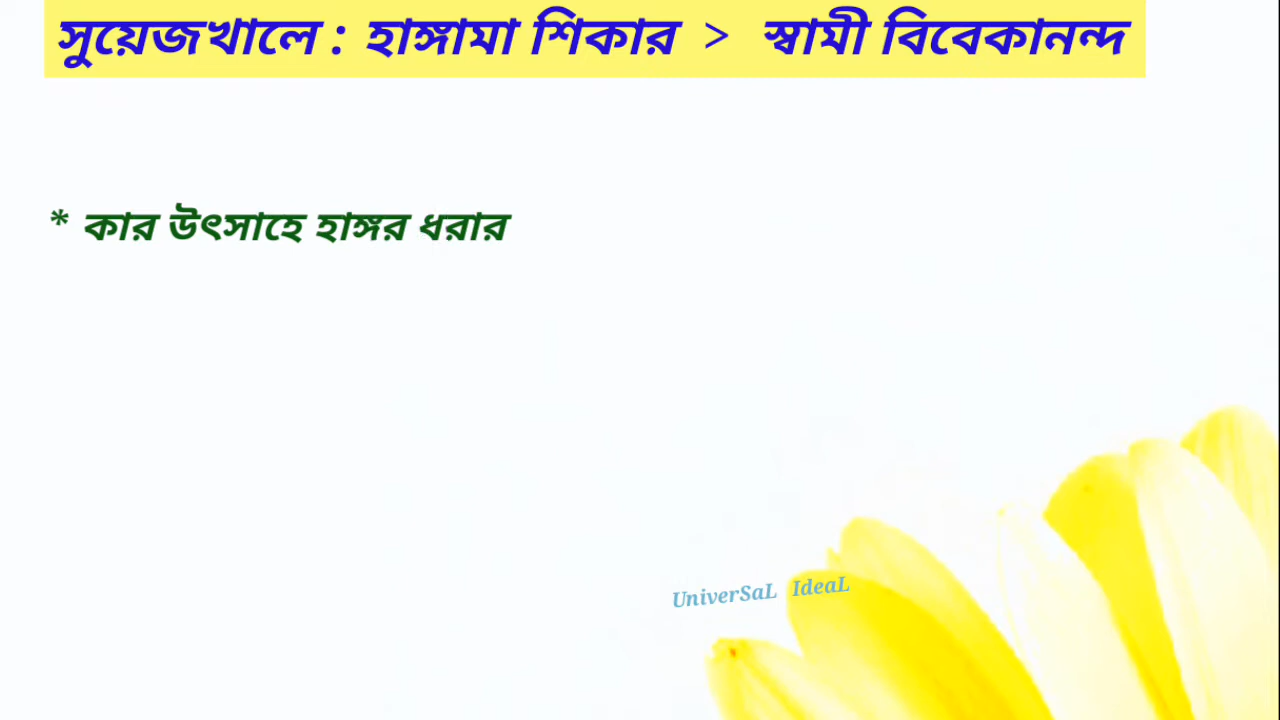 সুয়েজখালে : হাঙ্গামা শিকার > স্বামী বিবেকানন্দ
* কার উৎসাহে হাঙ্গর ধরার
UniverSaL IdeaL